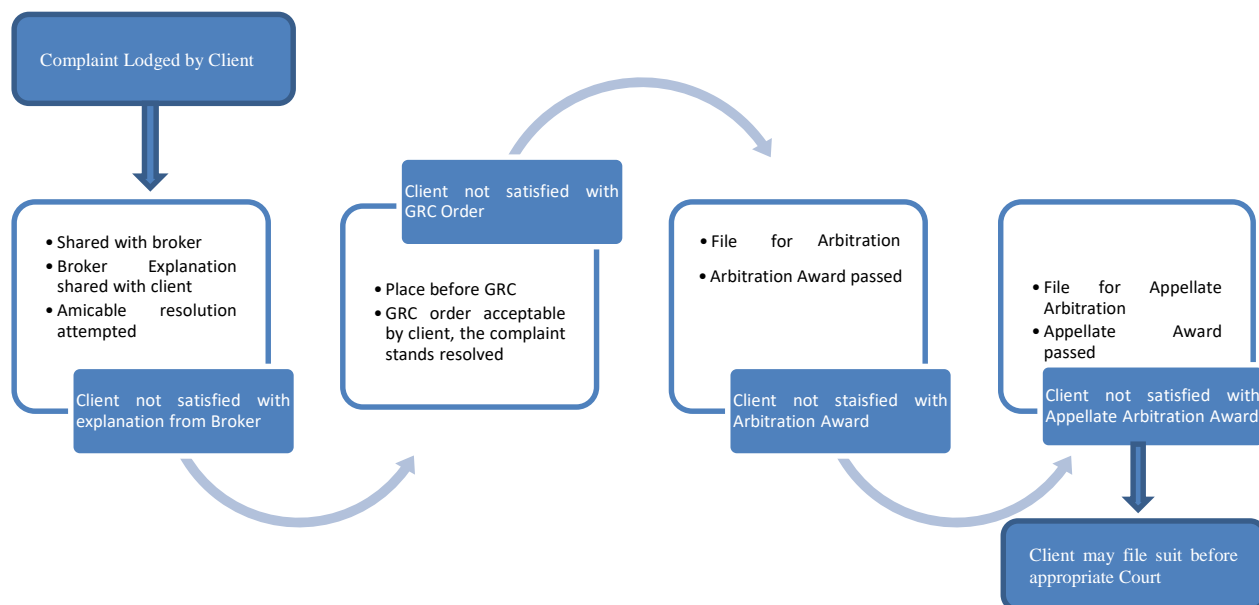 Complaint Lodged by Client
• Shared with broker
• Broker Explanation
shared with client
• Amicable resolution
attempted
Client not satisfied with
explanation from Broker
Client not satisfied with
GRC Order
• Place before GRC
• GRC order acceptable
by client, the complaint
stands resolved
• File for Arbitration
• Arbitration Award passed
Client not staisfied with
Arbitration Award
• File for Appellate
Arbitration
• Appellate Award
passed
Client not satisfied with
Appellate Arbitration Award
Client may file suit before
appropriate Court